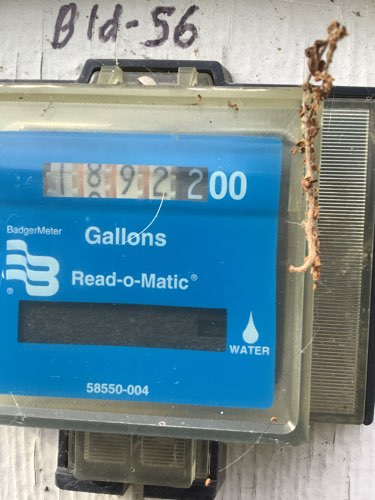 Bld-56
1892200
BadgerMeter
Gallons
®
Read-o-Matic®
WATER
58550-004